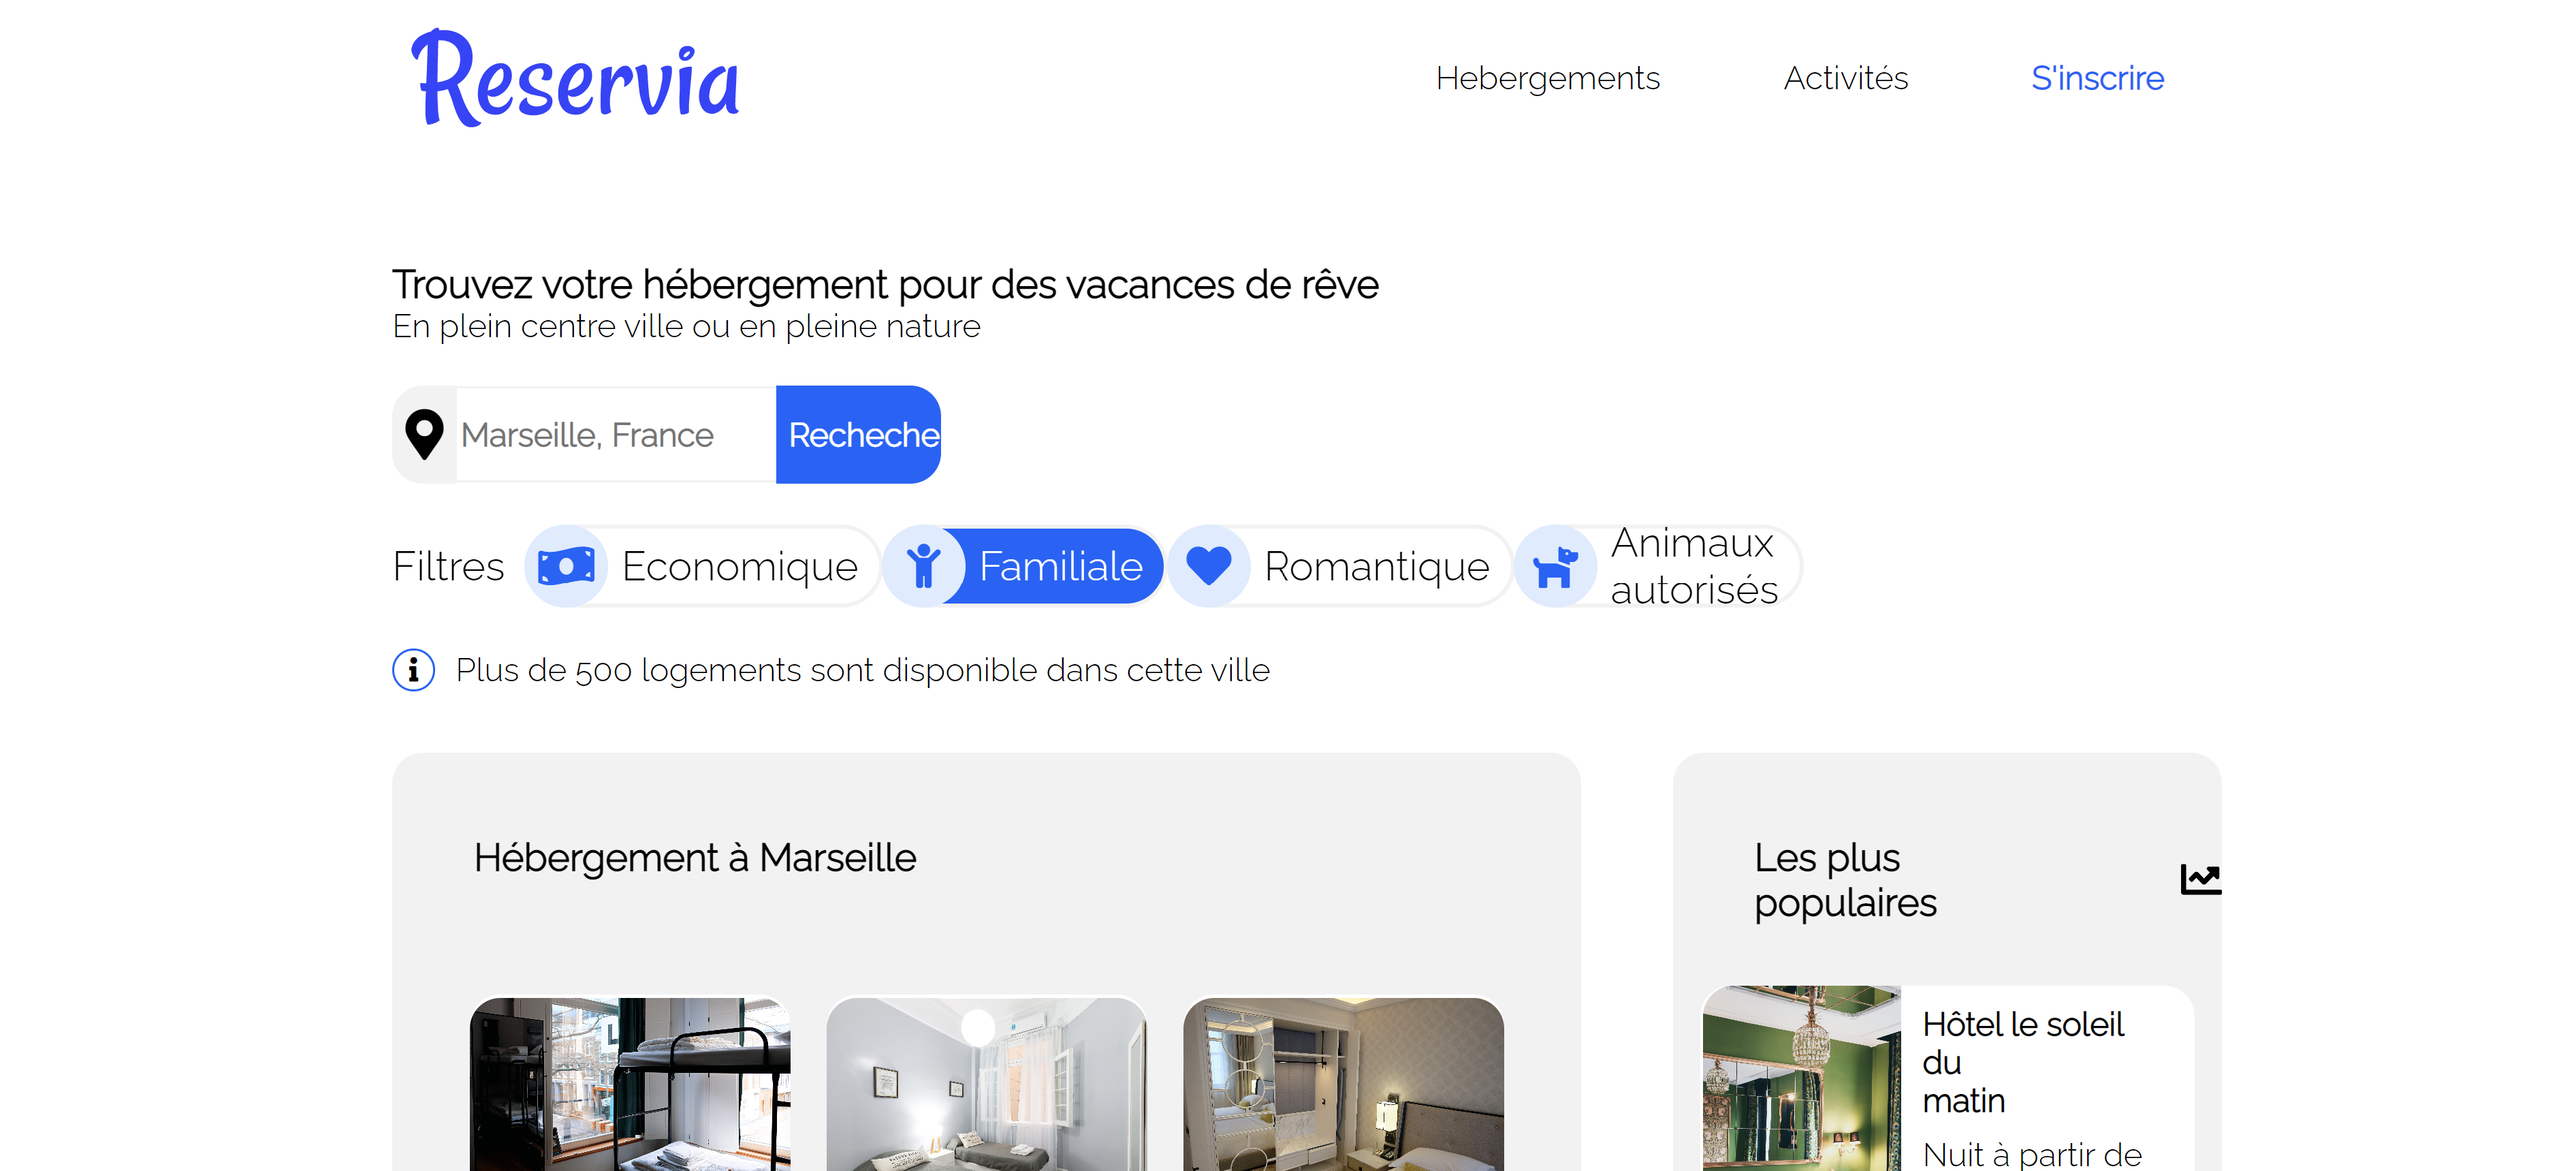 Reservia
Hebergements
Activités
S'inscrire
Trouvez votre hébergement pour des vacances de rêve
En plein centre ville ou en pleine nature
Marseille, France
Recheche
Filtres
Economique
Familiale
Romantique
Animaux
autorisés
Plus de 500 logements sont disponible dans cette ville
Hébergement à Marseille
Les plus
populaires
Hôtel le soleil
du
matin
Nuit à partir de